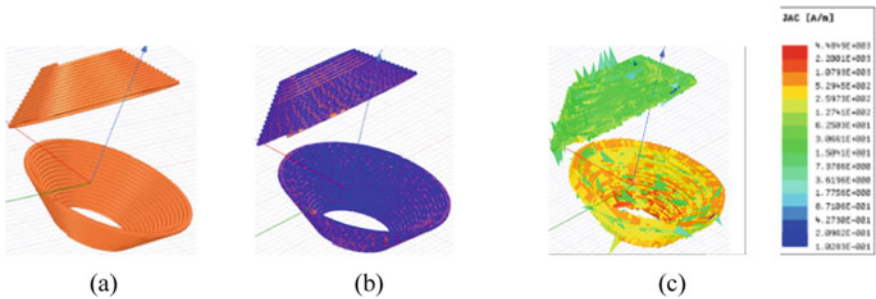 JAC [A/m]
4.4849E+003
2.2001E+003
1.0793E+003
5.2945E+002
2.5973E+002
1.2741E+002
6.2503E+001
3.0661E+001
1.5041E+001
7.3786E+000
3.6196E+000
1.7756E+000
8.7106E-001
4.2730E-001
2.0962E-001
1.0283E-001
(a)
(b)
(c)